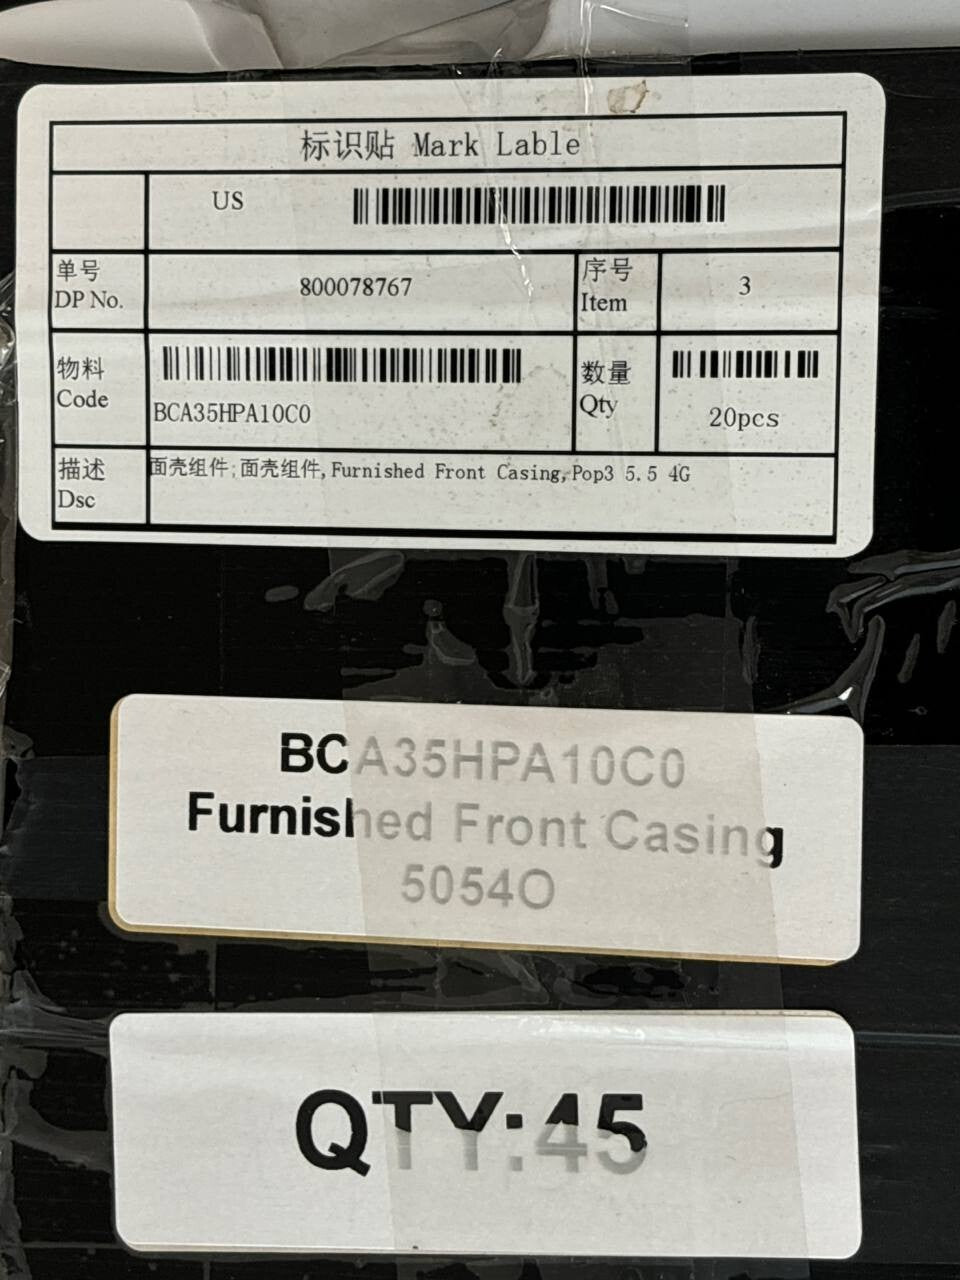 标识贴 Mark Lable
US
单号 DP No. 800078767 序号 Item 3
物料 Code BCA35HPA10C0 数量 Qty 20pcs
描述 Dsc 面壳组件;面壳组件,Furnished Front Casing,Pop3 5.5 4G
BCA35HPA10C0
Furnished Front Casing
5054O
QTY:45